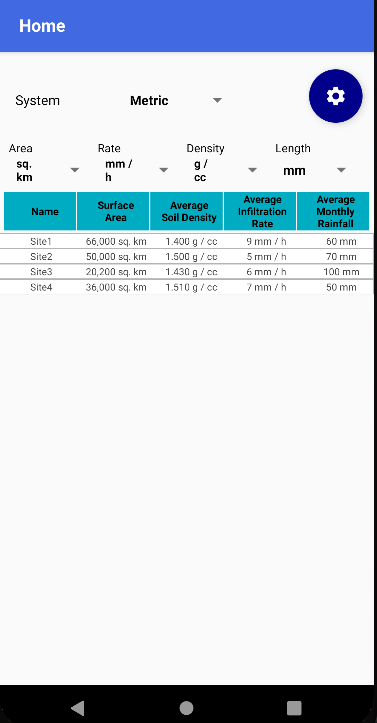 Home
System Metric
Area Rate Density Length
sq. km mm / h g / cc mm
Name Surface Area Average Soil Density Average Infiltration Rate Average Monthly Rainfall
Site1 66,000 sq. km 1.400 g / cc 9 mm / h 60 mm
Site2 50,000 sq. km 1.500 g / cc 5 mm / h 70 mm
Site3 20,200 sq. km 1.430 g / cc 6 mm / h 100 mm
Site4 36,000 sq. km 1.510 g / cc 7 mm / h 50 mm